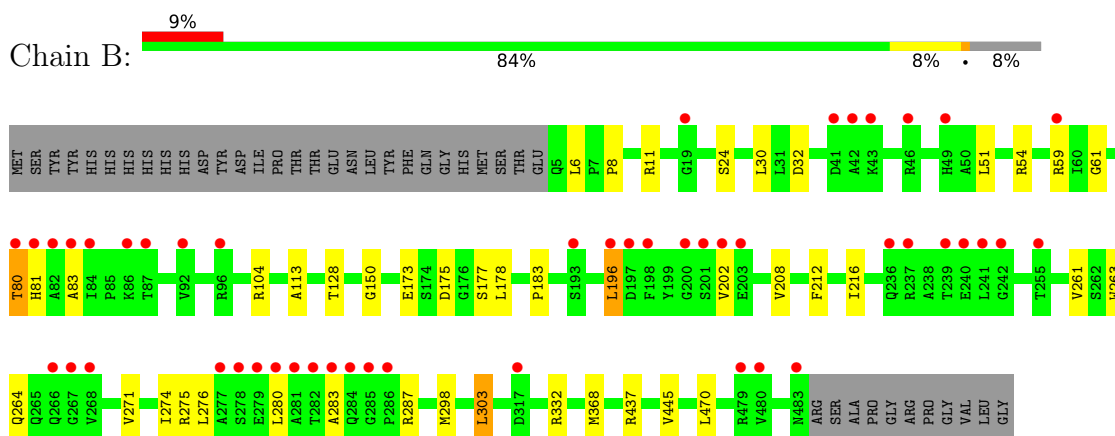 9%
Chain B:
84% 8% • 8%
MET SER TYR TYR HIS HIS HIS HIS HIS HIS ASP TYR ASP ILE PRO THR THR GLU ASN LEU TYR PHE GLN GLY HIS MET SER THR GLU Q5 L6 P7 P8 R11 G19 S24 L30 L31 D32 D41 A42 K43 R46 H49 A50 L51 R54 R59 I60 G61
T80 H81 A82 A83 I84 P85 K86 T87 V92 R96 R104 A113 T128 G150 E173 S174 D175 G176 S177 L178 P183 S193 L196 D197 F198 Y199 G200 S201 V202 E203 V208 F212 I216 Q236 R237 A238 T239 E240 L241 G242 T255 V261 S262 H263
Q264 Q265 Q266 G267 V268 V271 I274 R275 L276 A277 S278 E279 L280 A281 T282 A283 Q284 G285 P286 R287 M298 L303 D317 R332 M368 R437 V445 L470 R479 V480 N483 ARG SER ALA PRO GLY ARG PRO GLY VAL LEU GLY